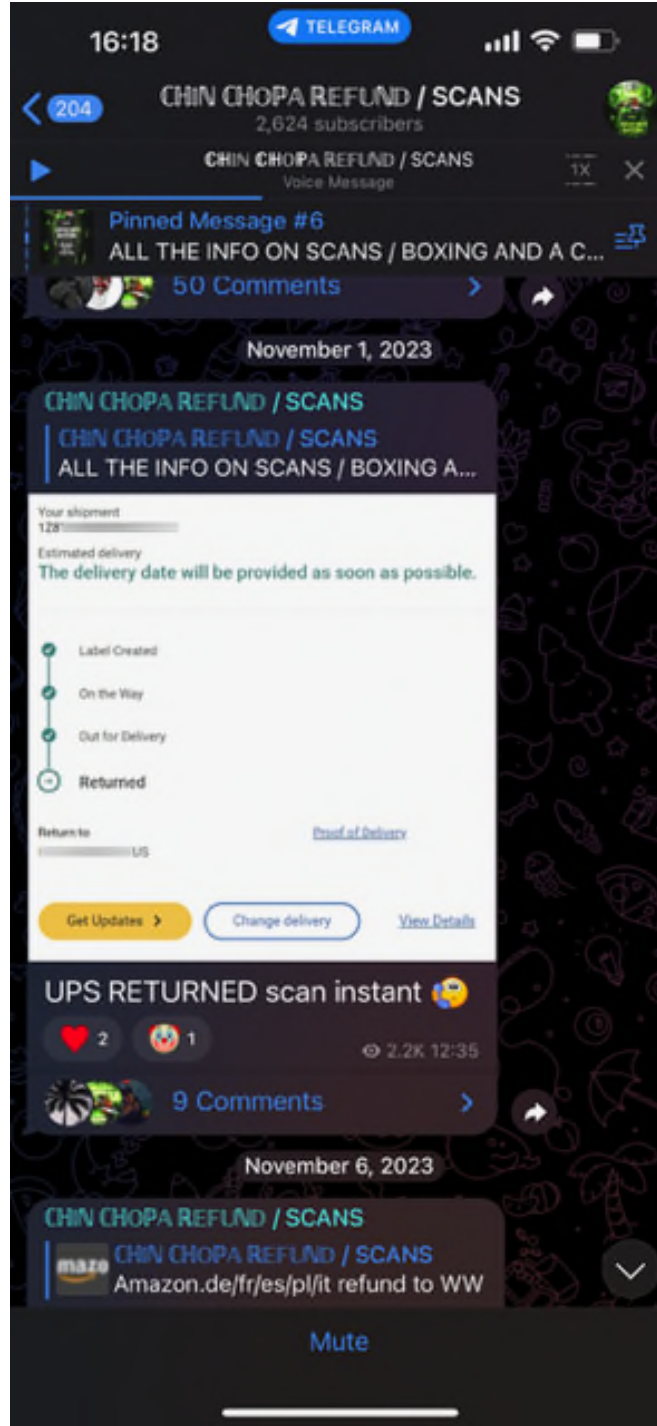 16:18
TELEGRAM
204
CHIN CHOPA REFUND / SCANS
2,624 subscribers
CHIN CHOPA REFUND / SCANS
Voice Message
1X
Pinned Message #6
ALL THE INFO ON SCANS / BOXING AND A C...
50 Comments
November 1, 2023
CHIN CHOPA REFUND / SCANS
CHIN CHOPA REFUND / SCANS
ALL THE INFO ON SCANS / BOXING A...
Your shipment
128
Estimated delivery
The delivery date will be provided as soon as possible.
Label Created
On the Way
Out for Delivery
Returned
Return to
US
Proof of Delivery
Get Updates
Change delivery
View Details
UPS RETURNED scan instant
2
1
2.2K 12:35
9 Comments
November 6, 2023
CHIN CHOPA REFUND / SCANS
mazo
CHIN CHOPA REFUND / SCANS
Amazon.de/fr/es/pl/it refund to WW
Mute